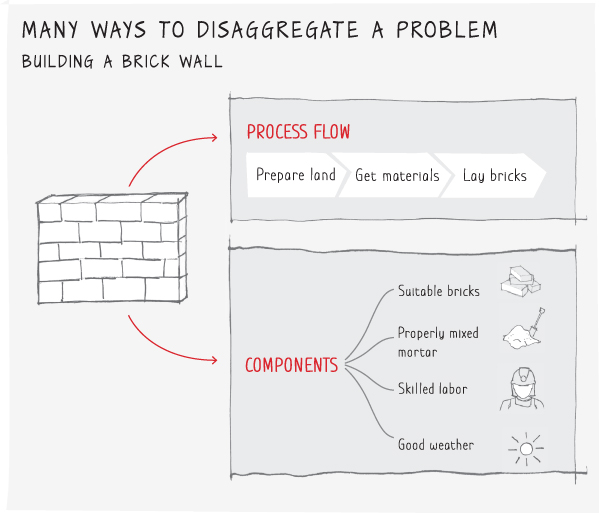 MANY WAYS TO DISAGGREGATE A PROBLEM
BUILDING A BRICK WALL
PROCESS FLOW
Prepare land
Get materials
Lay bricks
COMPONENTS
Suitable bricks
Properly mixed
mortar
Skilled labor
Good weather